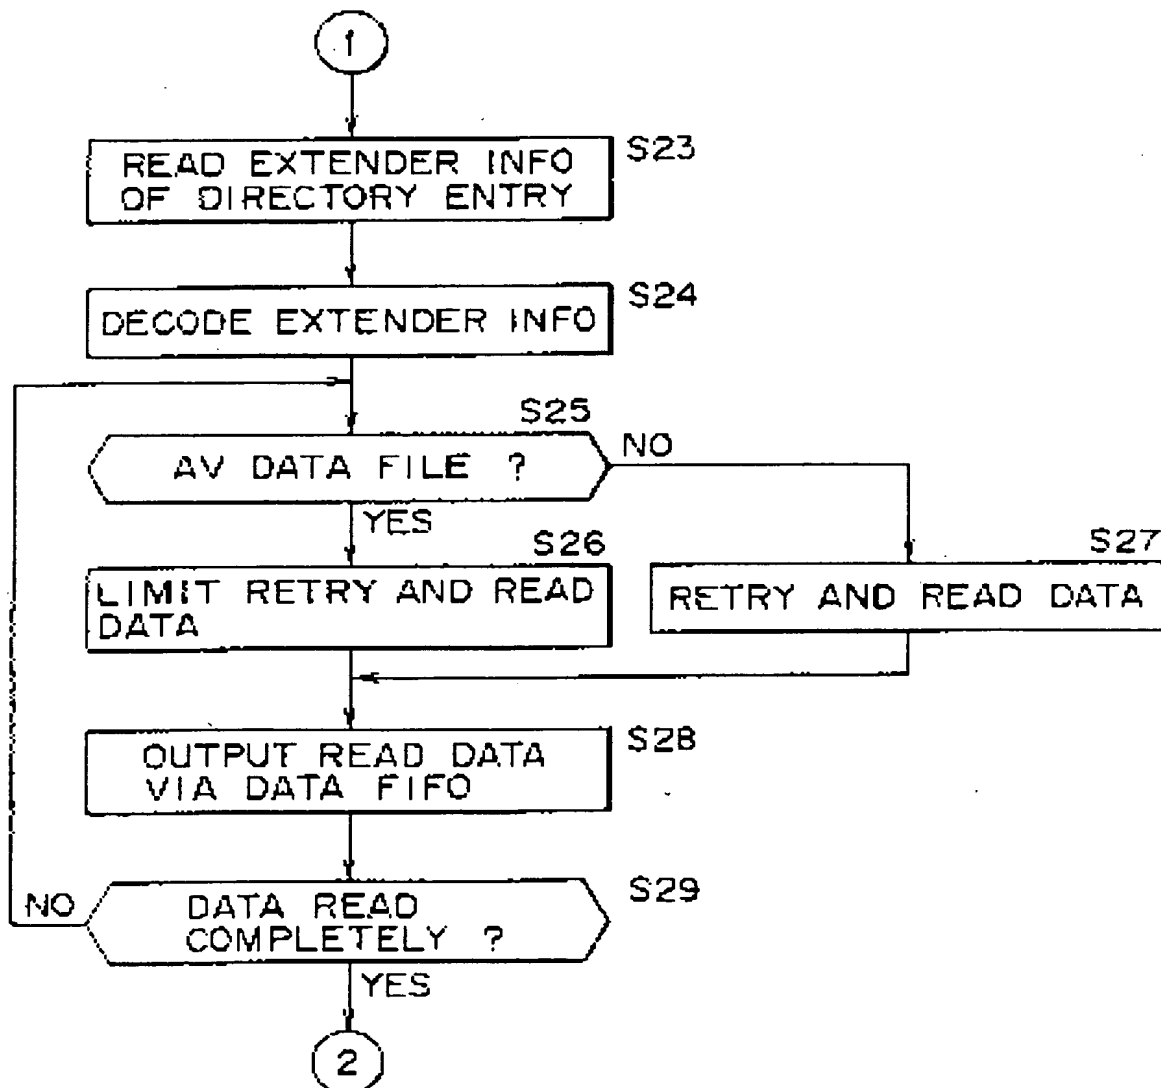 1
S23
READ EXTENDER INFO
OF DIRECTORY ENTRY
S24
DECODE EXTENDER INFO
S25
AV DATA FILE ?
NO
YES
S26
LIMIT RETRY AND READ
DATA
S27
RETRY AND READ DATA
S28
OUTPUT READ DATA
VIA DATA FIFO
S29
DATA READ
COMPLETELY ?
NO
YES
2